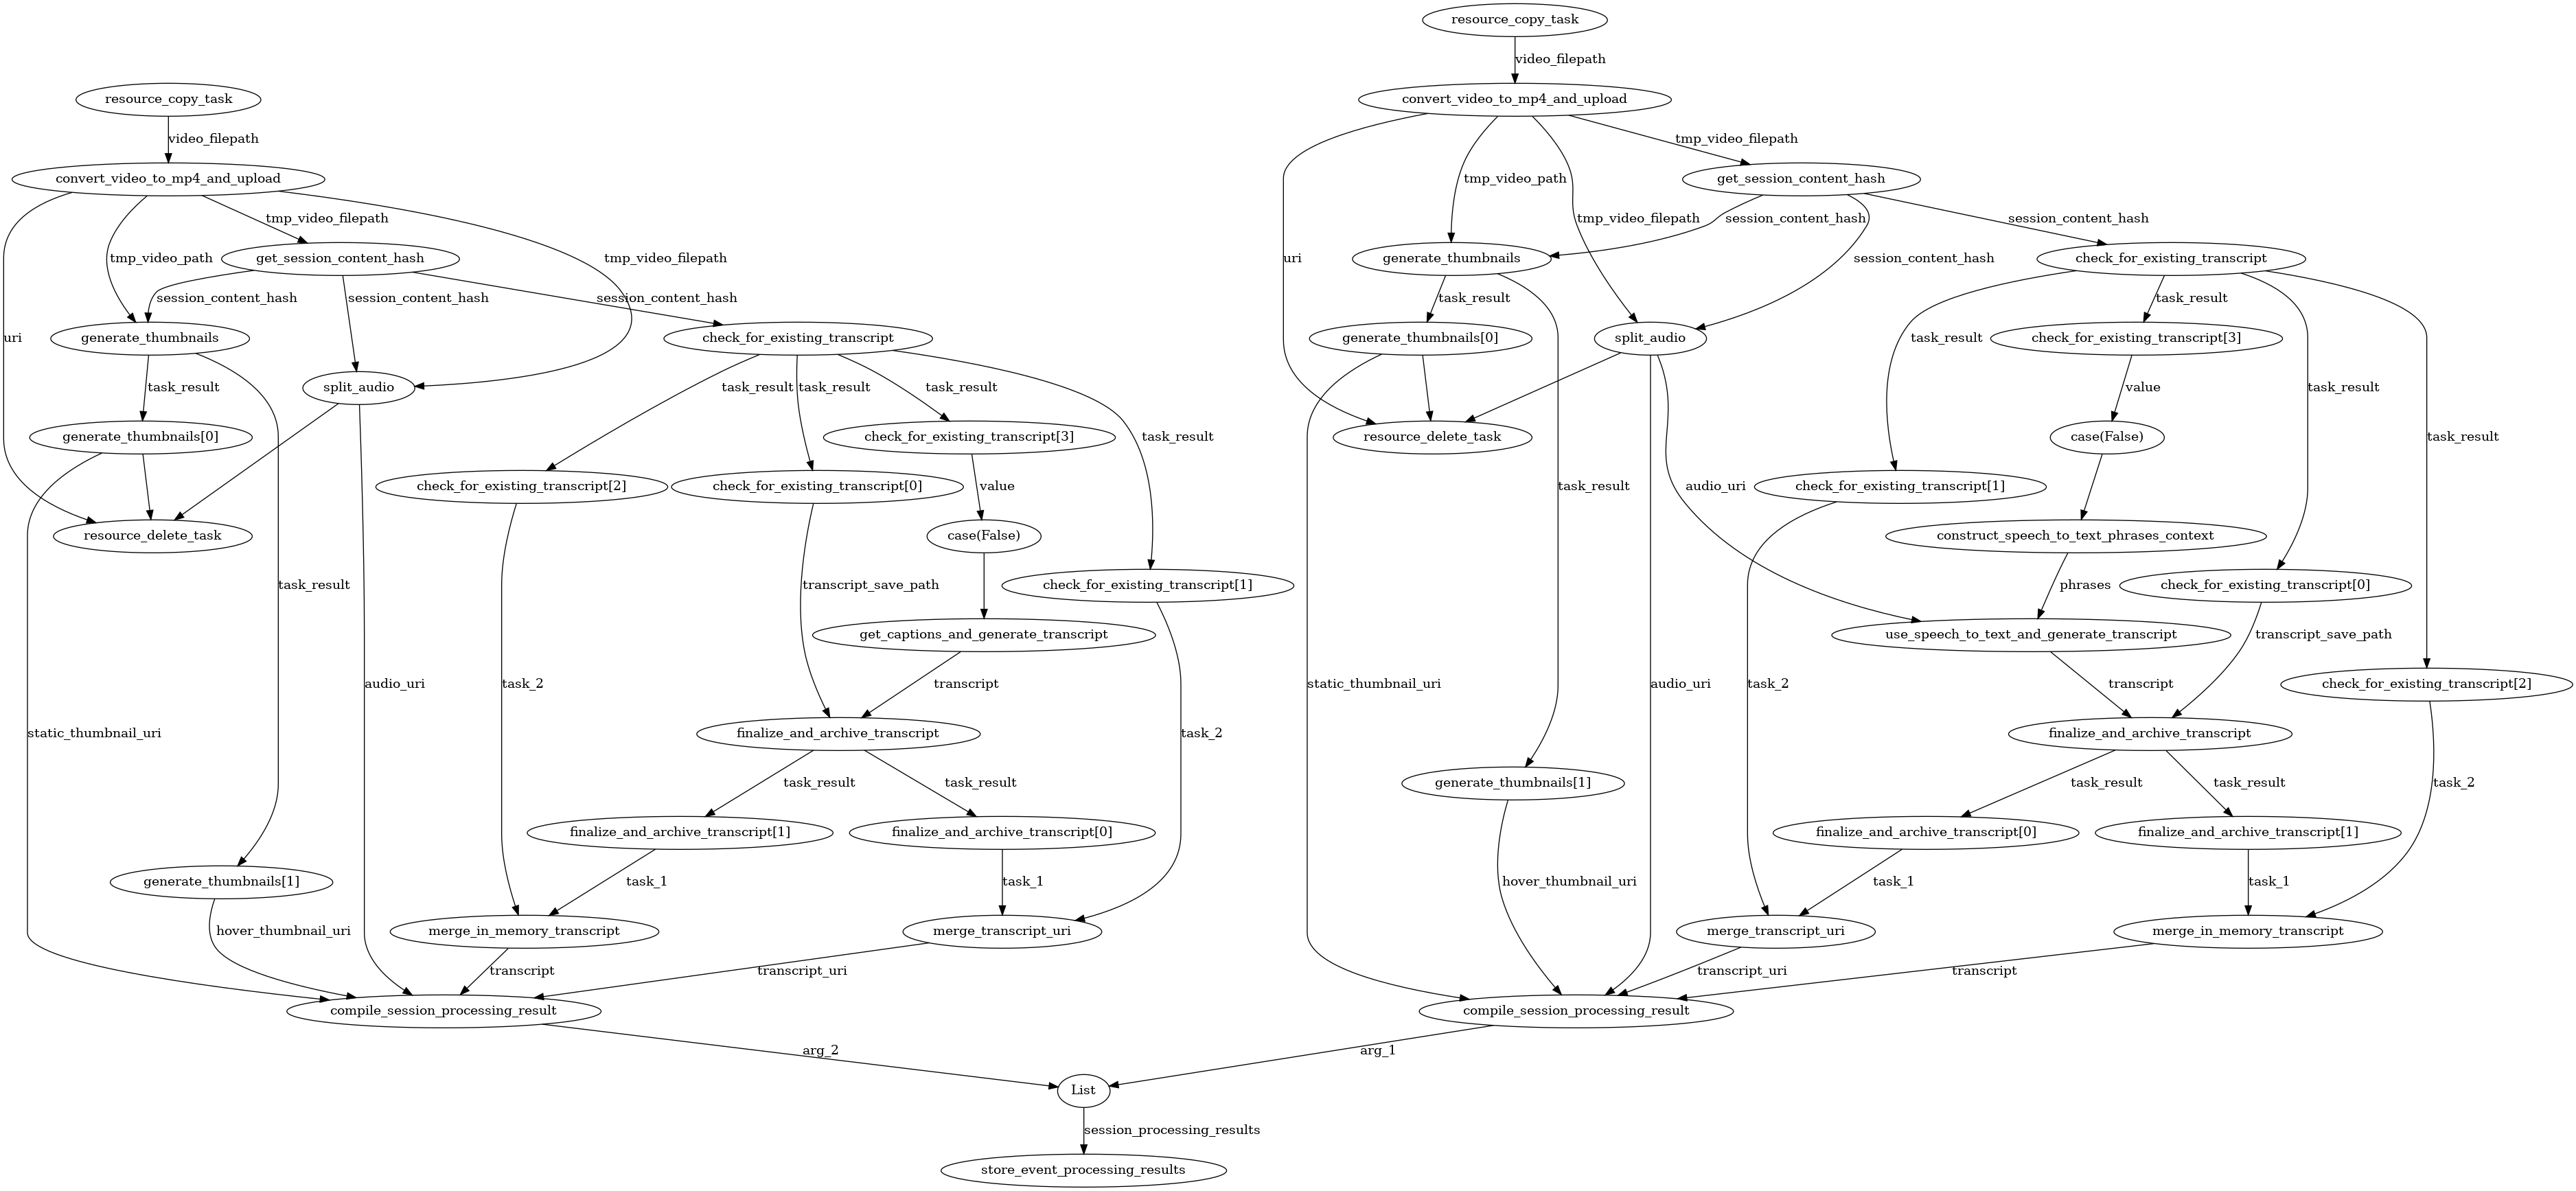 resource_copy_task
video_filepath
resource_copy_task
convert_video_to_mp4_and_upload
video_filepath
tmp_video_filepath
convert_video_to_mp4_and_upload
tmp_video_path
get_session_content_hash
tmp_video_filepath
tmp_video_filepath
session_content_hash
session_content_hash
tmp_video_path
get_session_content_hash
tmp_video_filepath
uri
generate_thumbnails
session_content_hash
check_for_existing_transcript
session_content_hash
session_content_hash
session_content_hash
task_result
task_result
uri
generate_thumbnails
check_for_existing_transcript
generate_thumbnails[0]
split_audio
task_result
check_for_existing_transcript[3]
task_result
split_audio
task_result
task_result
task_result
value
task_result
generate_thumbnails[0]
check_for_existing_transcript[3]
task_result
resource_delete_task
case(False)
task_result
check_for_existing_transcript[2]
check_for_existing_transcript[0]
value
task_result
audio_uri
check_for_existing_transcript[1]
resource_delete_task
case(False)
construct_speech_to_text_phrases_context
task_result
transcript_save_path
check_for_existing_transcript[1]
phrases
check_for_existing_transcript[0]
get_captions_and_generate_transcript
use_speech_to_text_and_generate_transcript
transcript_save_path
audio_uri
task_2
transcript
static_thumbnail_uri
audio_uri
task_2
transcript
check_for_existing_transcript[2]
static_thumbnail_uri
finalize_and_archive_transcript
task_2
finalize_and_archive_transcript
task_result
task_result
generate_thumbnails[1]
task_result
task_result
task_2
finalize_and_archive_transcript[1]
finalize_and_archive_transcript[0]
finalize_and_archive_transcript[0]
finalize_and_archive_transcript[1]
generate_thumbnails[1]
task_1
task_1
hover_thumbnail_uri
task_1
task_1
hover_thumbnail_uri
merge_in_memory_transcript
merge_transcript_uri
merge_transcript_uri
merge_in_memory_transcript
transcript
transcript_uri
transcript_uri
transcript
compile_session_processing_result
compile_session_processing_result
arg_2
arg_1
List
session_processing_results
store_event_processing_results